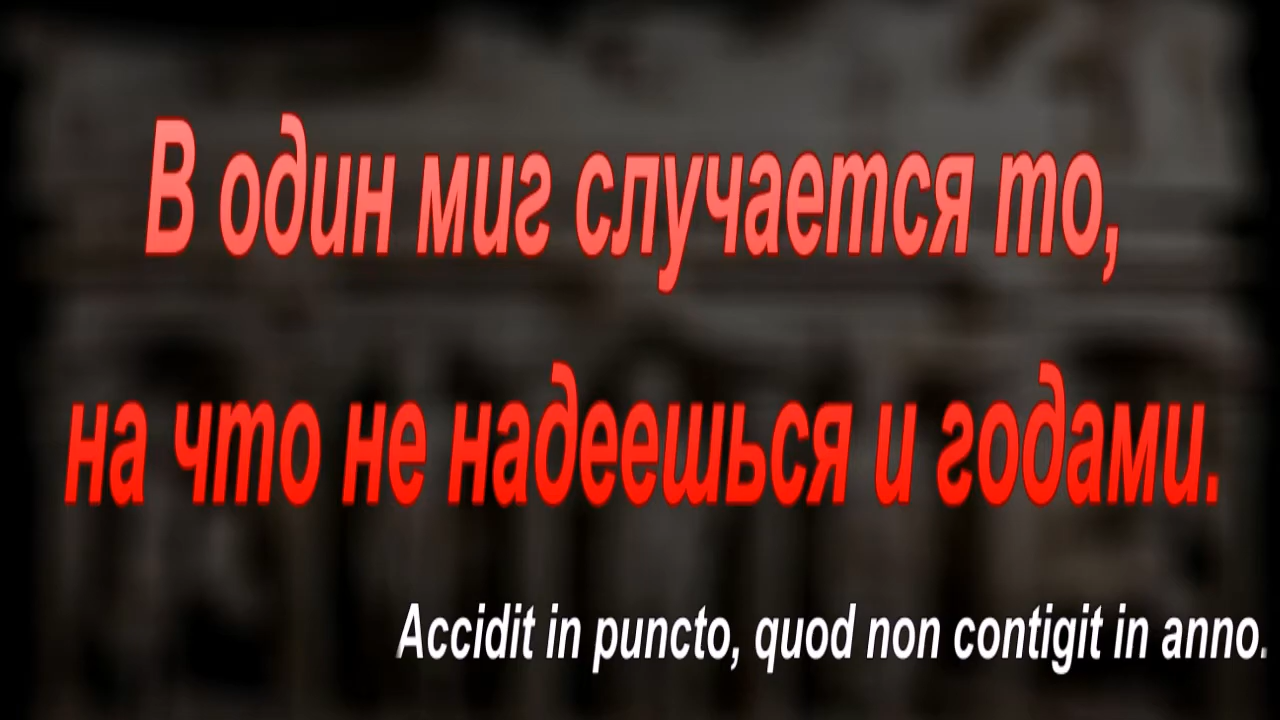 В один миг случается то,
на что не надеешься и годами.
Accidit in puncto, quod non contigit in anno.